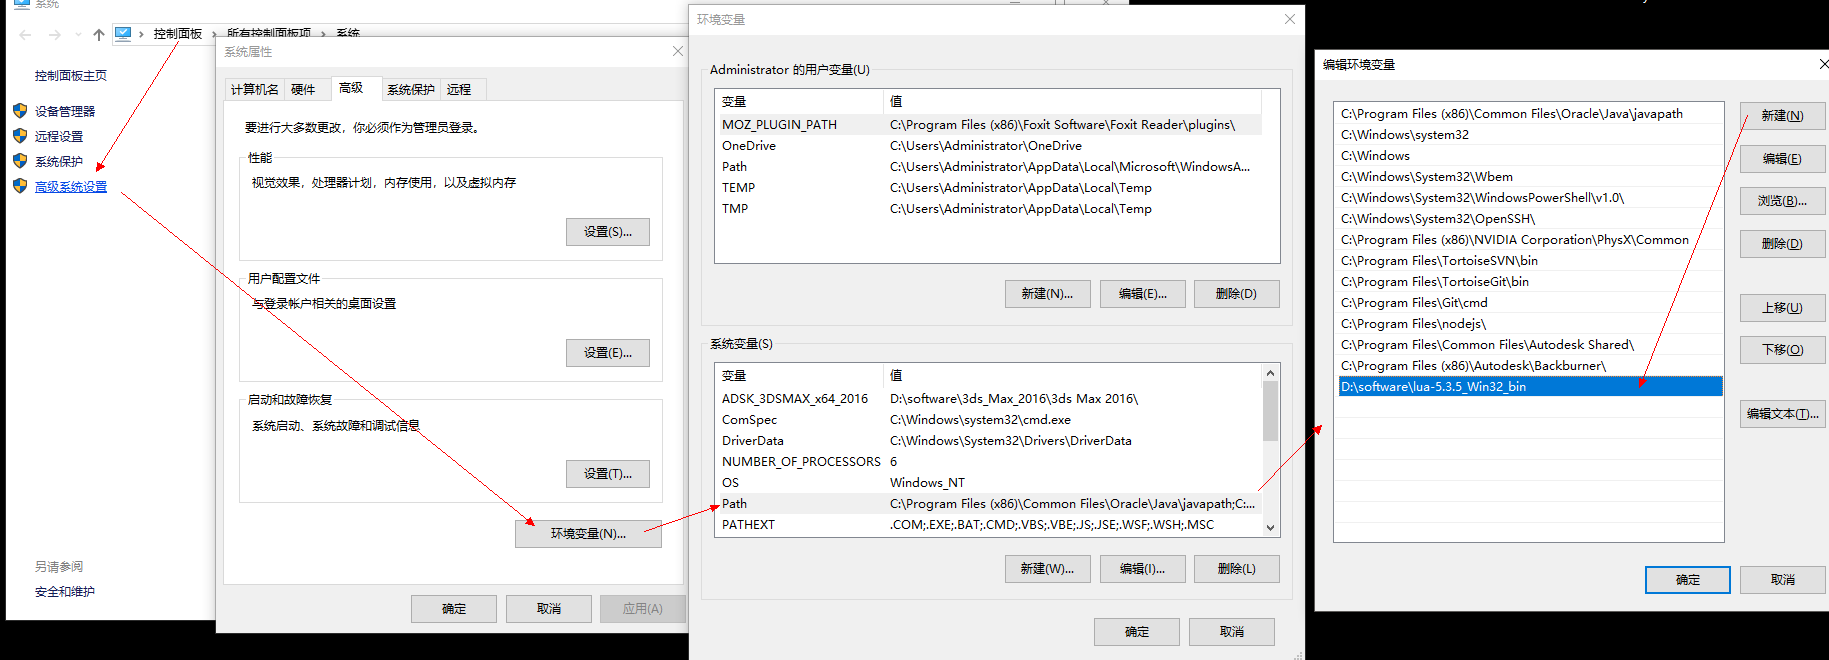 系统
控制面板 › 所有控制面板项 › 系统
控制面板主页
设备管理器
远程设置
系统保护
高级系统设置
另请参阅
安全和维护
系统属性
计算机名 硬件 高级 系统保护 远程
要进行大多数更改，你必须作为管理员登录。
性能
视觉效果，处理器计划，内存使用，以及虚拟内存
设置(S)...
用户配置文件
与登录帐户相关的桌面设置
设置(E)...
启动和故障恢复
系统启动、系统故障和调试信息
设置(T)...
环境变量(N)...
确定 取消 应用(A)
环境变量
Administrator 的用户变量(U)
变量 值
MOZ_PLUGIN_PATH C:\Program Files (x86)\Foxit Software\Foxit Reader\plugins\
OneDrive C:\Users\Administrator\OneDrive
Path C:\Users\Administrator\AppData\Local\Microsoft\WindowsA...
TEMP C:\Users\Administrator\AppData\Local\Temp
TMP C:\Users\Administrator\AppData\Local\Temp
新建(N)... 编辑(E)... 删除(D)
系统变量(S)
变量 值
ADSK_3DSMAX_x64_2016 D:\software\3ds_Max_2016\3ds Max 2016\
ComSpec C:\Windows\system32\cmd.exe
DriverData C:\Windows\System32\Drivers\DriverData
NUMBER_OF_PROCESSORS 6
OS Windows_NT
Path C:\Program Files (x86)\Common Files\Oracle\Java\javapath;C:...
PATHEXT .COM;.EXE;.BAT;.CMD;.VBS;.VBE;.JS;.JSE;.WSF;.WSH;.MSC
新建(W)... 编辑(I)... 删除(L)
确定 取消
编辑环境变量
C:\Program Files (x86)\Common Files\Oracle\Java\javapath
C:\Windows\system32
C:\Windows
C:\Windows\System32\Wbem
C:\Windows\System32\WindowsPowerShell\v1.0\
C:\Windows\System32\OpenSSH\
C:\Program Files (x86)\NVIDIA Corporation\PhysX\Common
C:\Program Files\TortoiseSVN\bin
C:\Program Files\TortoiseGit\bin
C:\Program Files\Git\cmd
C:\Program Files\nodejs\
C:\Program Files\Common Files\Autodesk Shared\
C:\Program Files (x86)\Autodesk\Backburner\
D:\software\lua-5.3.5_Win32_bin
新建(N)
编辑(E)
浏览(B)...
删除(D)
上移(U)
下移(O)
编辑文本(T)...
确定 取消